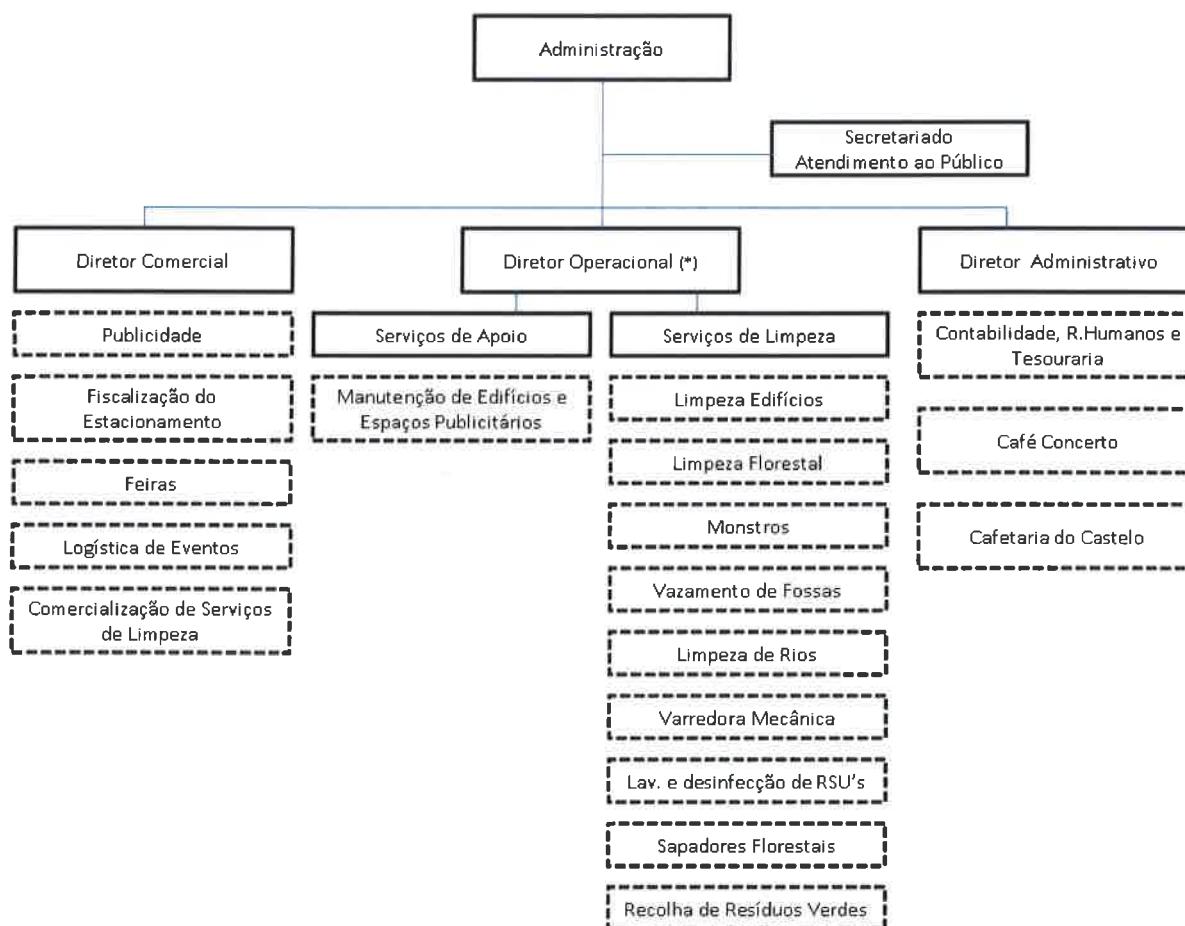 Administração
Secretariado
Atendimento ao Público
Diretor Comercial
Diretor Operacional (*)
Diretor Administrativo
Publicidade
Fiscalização do
Estacionamento
Feiras
Logística de Eventos
Comercialização de Serviços
de Limpeza
Serviços de Apoio
Manutenção de Edifícios e
Espaços Publicitários
Serviços de Limpeza
Limpeza Edifícios
Limpeza Florestal
Monstros
Vazamento de Fossas
Limpeza de Rios
Varredora Mecânica
Lav. e desinfecção de RSU's
Sapadores Florestais
Recolha de Resíduos Verdes
Contabilidade, R.Humanos e
Tesouraria
Café Concerto
Cafetaria do Castelo